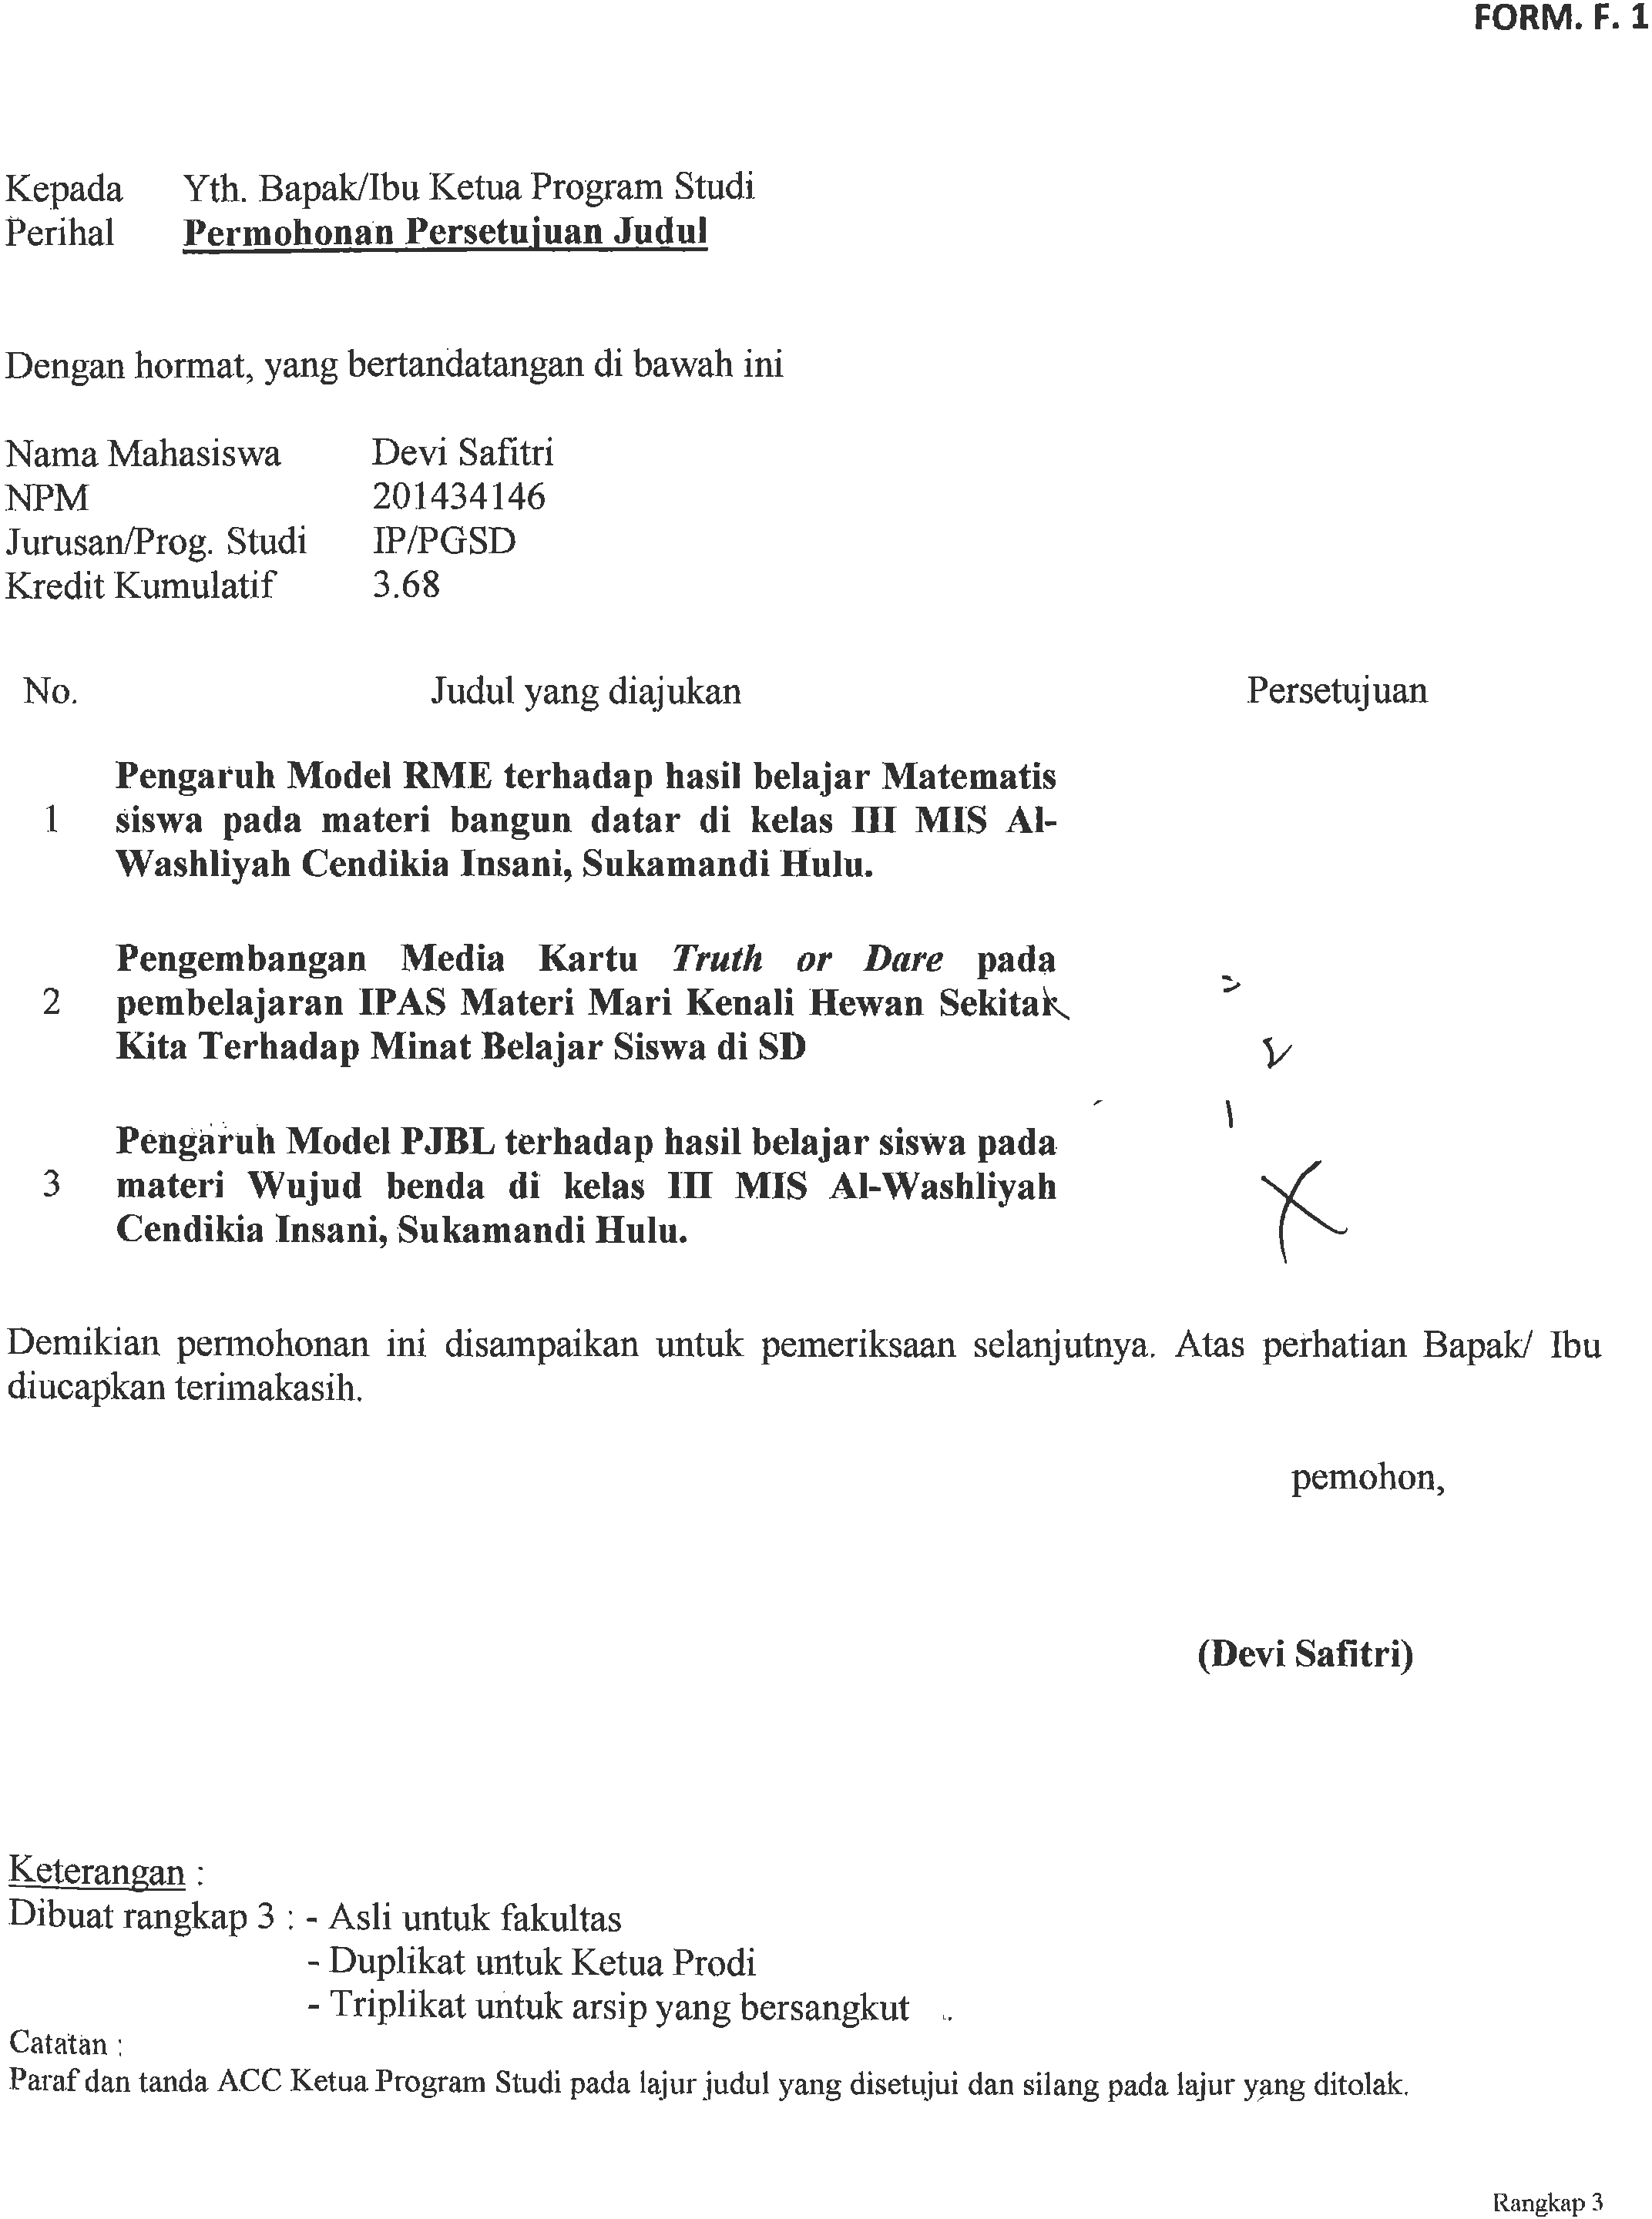 FORM. F. 1
Kepada Yth. Bapak/Ibu Ketua Program Studi
Perihal Permohonan Persetujuan Judul
Dengan hormat, yang bertandatangan di bawah ini
Nama Mahasiswa Devi Safitri
NPM 201434146
Jurusan/Prog. Studi IP/PGSD
Kredit Kumulatif 3.68
No. Judul yang diajukan Persetujuan
Pengaruh Model RME terhadap hasil belajar Matematis
1 siswa pada materi bangun datar di kelas III MIS Al-
Washliyah Cendikia Insani, Sukamandi Hulu.
Pengembangan Media Kartu Truth or Dare pada
2 pembelajaran IPAS Materi Mari Kenali Hewan Sekitar
Kita Terhadap Minat Belajar Siswa di SD
Pengaruh Model PJBL terhadap hasil belajar siswa pada
3 materi Wujud benda di kelas III MIS Al-Washliyah
Cendikia Insani, Sukamandi Hulu.
Demikian permohonan ini disampaikan untuk pemeriksaan selanjutnya. Atas perhatian Bapak/ Ibu
diucapkan terimakasih.
pemohon,
(Devi Safitri)
Keterangan :
Dibuat rangkap 3 : - Asli untuk fakultas
- Duplikat untuk Ketua Prodi
- Triplikat untuk arsip yang bersangkut
Catatan :
Paraf dan tanda ACC Ketua Program Studi pada lajur judul yang disetujui dan silang pada lajur yang ditolak.
Rangkap 3